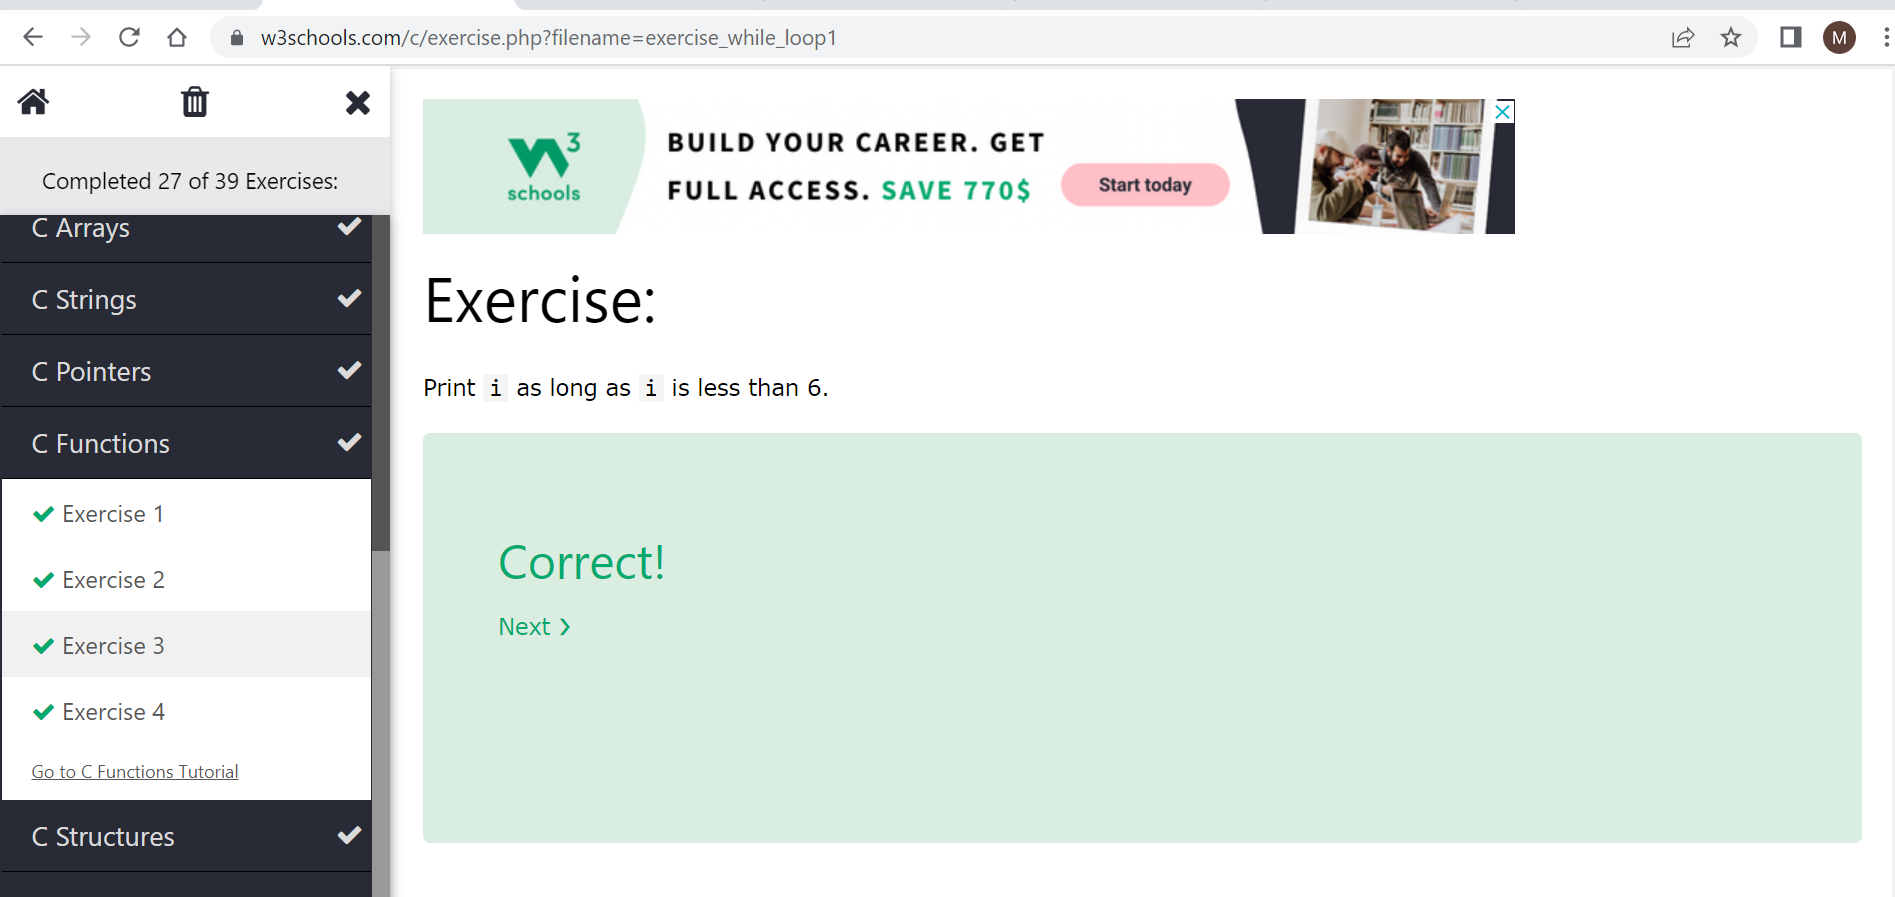 w3schools.com/c/exercise.php?filename=exercise_while_loop1
M
Completed 27 of 39 Exercises:
C Arrays
C Strings
C Pointers
C Functions
Exercise 1
Exercise 2
Exercise 3
Exercise 4
Go to C Functions Tutorial
C Structures
W3
schools
BUILD YOUR CAREER. GET
FULL ACCESS. SAVE 770$
Start today
Exercise:
Print i as long as i is less than 6.
Correct!
Next ❯